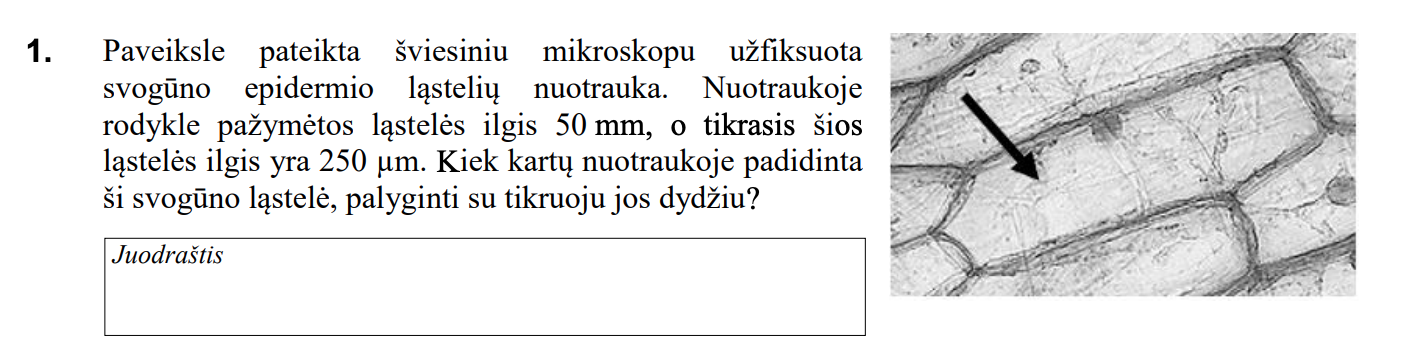 1. Paveiksle pateikta šviesiniu mikroskopu užfiksuota
svogūno epidermio ląstelių nuotrauka. Nuotraukoje
rodykle pažymėtos ląstelės ilgis 50 mm, o tikrasis šios
ląstelės ilgis yra 250 µm. Kiek kartų nuotraukoje padidinta
ši svogūno ląstelė, palyginti su tikruoju jos dydžiu?
Juodraštis